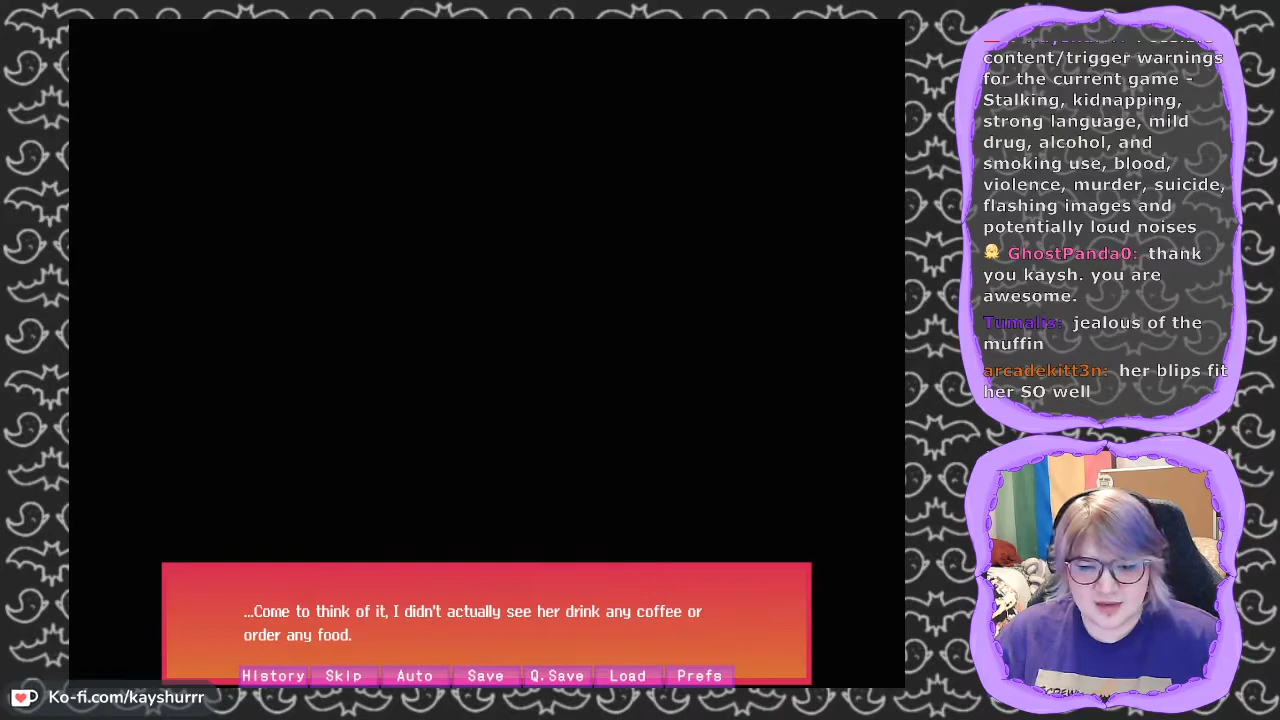 content/trigger warnings
for the current game -
Stalking, kidnapping,
strong language, mild
drug, alcohol, and
smoking use, blood,
violence, murder, suicide,
flashing images and
potentially loud noises
GhostPanda0: thank
you kaysh. you are
awesome.
Tumalis: jealous of the
muffin
arcadekitt3n: her blips fit
her SO well
...Come to think of it, I didn't actually see her drink any coffee or
order any food.
History Skip Auto Save Q.Save Load Prefs
Ko-fi.com/kayshurrr